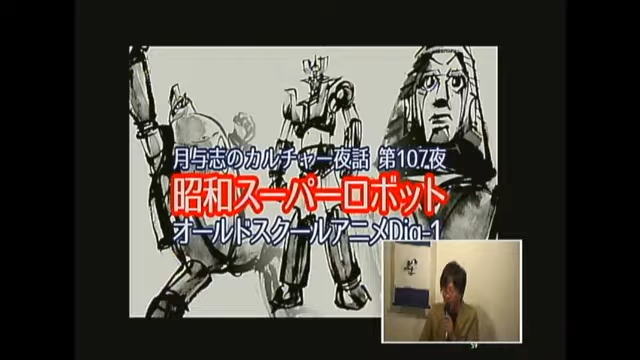 月与志のカルチャー夜話 第107夜
昭和スーパーロボット
オールドスクールアニメDig-1